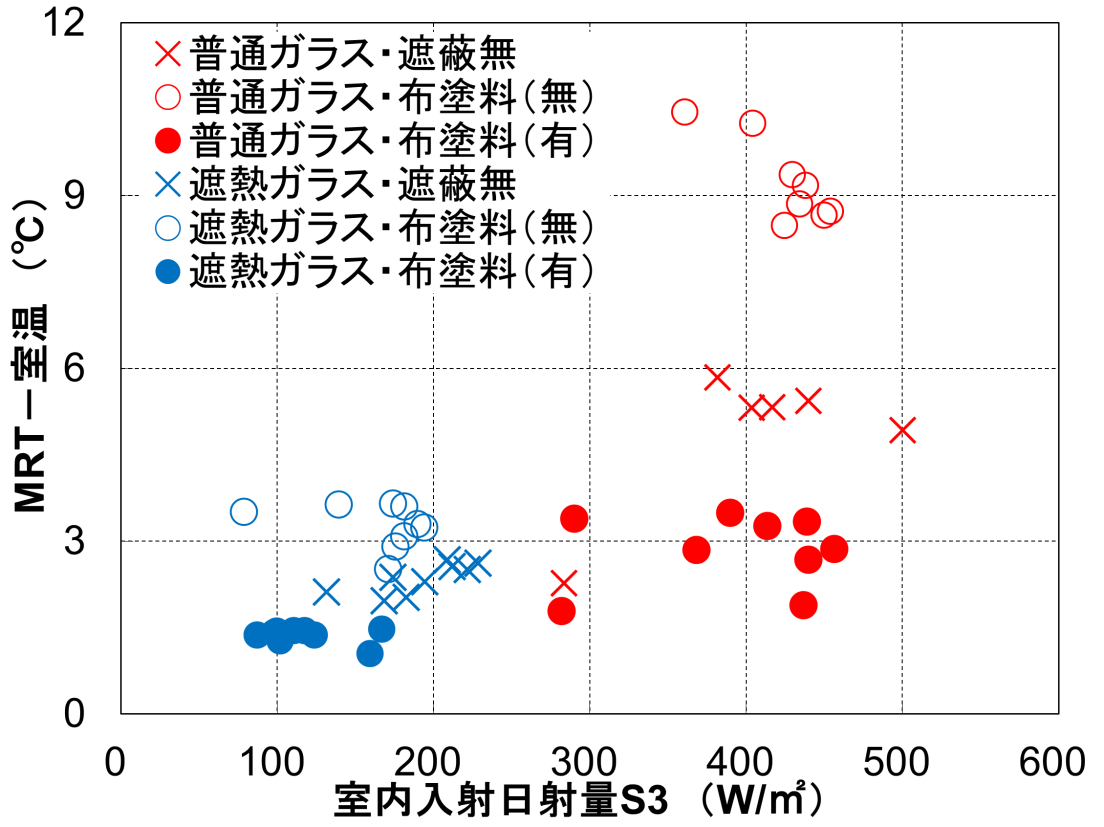 12
9
6
3
0
MRT－室温 （℃）
普通ガラス・遮蔽無
普通ガラス・布塗料（無）
普通ガラス・布塗料（有）
遮熱ガラス・遮蔽無
遮熱ガラス・布塗料（無）
遮熱ガラス・布塗料（有）
0 100 200 300 400 500 600
室内入射日射量S3 （W/㎡）